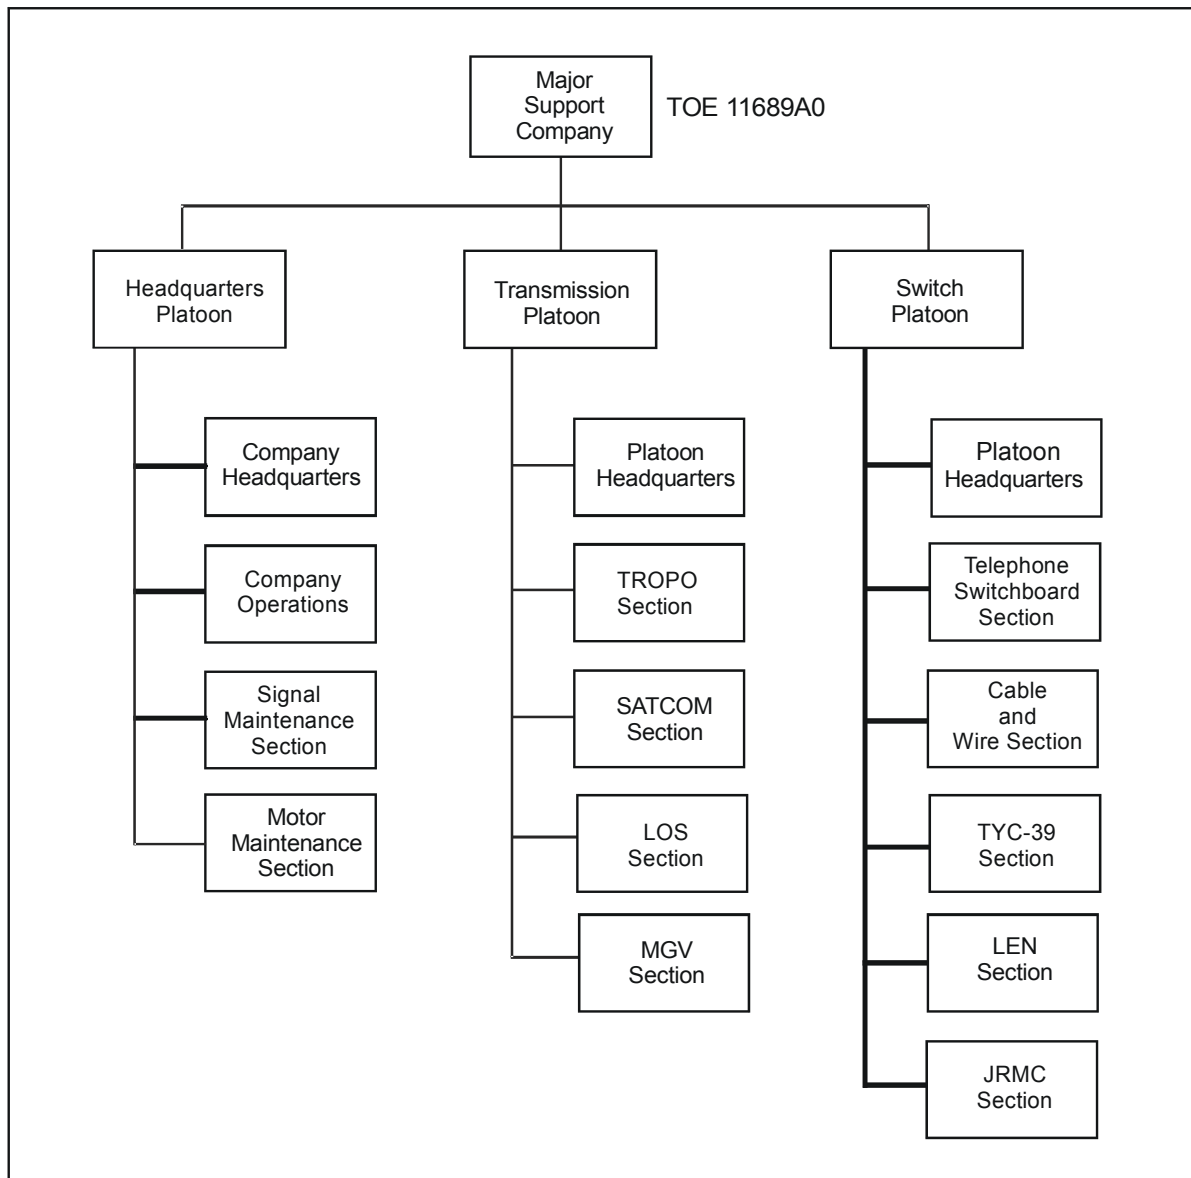 Major
Support
Company
TOE 11689A0
Headquarters
Platoon
Transmission
Platoon
Switch
Platoon
Company
Headquarters
Company
Operations
Signal
Maintenance
Section
Motor
Maintenance
Section
Platoon
Headquarters
TROPO
Section
SATCOM
Section
LOS
Section
MGV
Section
Platoon
Headquarters
Telephone
Switchboard
Section
Cable
and
Wire Section
TYC-39
Section
LEN
Section
JRMC
Section